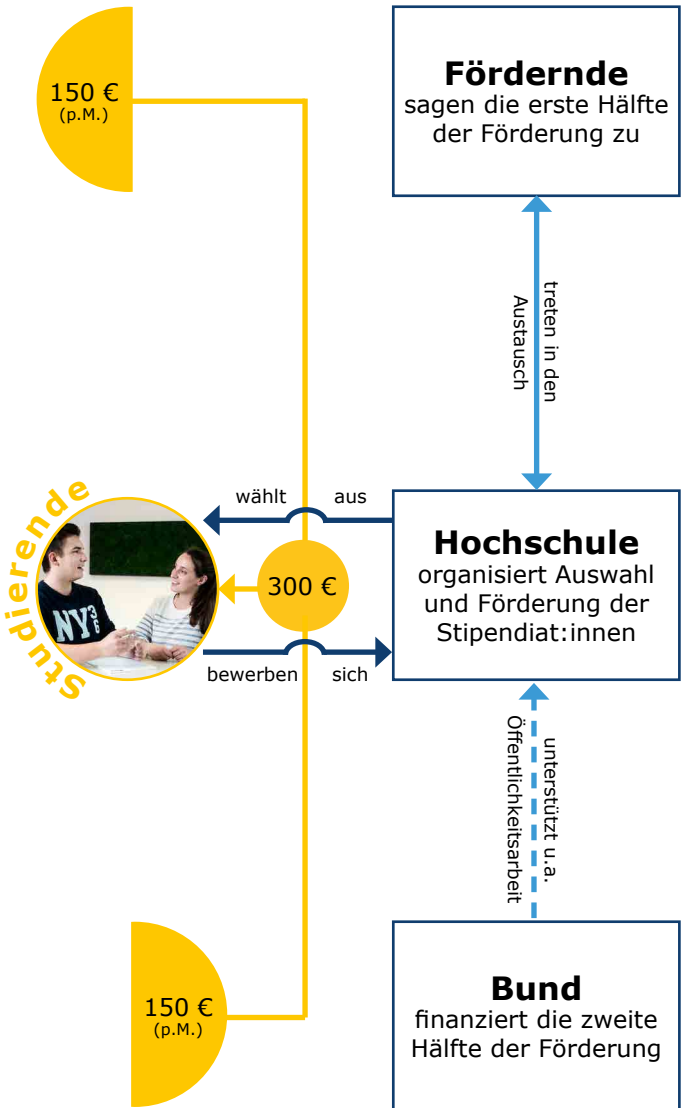 150 €
(p.M.)
Fördernde
sagen die erste Hälfte
der Förderung zu
treten in den
Austausch
Studierende
NY36
wählt aus
300 €
bewerben sich
Hochschule
organisiert Auswahl
und Förderung der
Stipendiat:innen
unterstützt u.a.
Öffentlichkeitsarbeit
150 €
(p.M.)
Bund
finanziert die zweite
Hälfte der Förderung